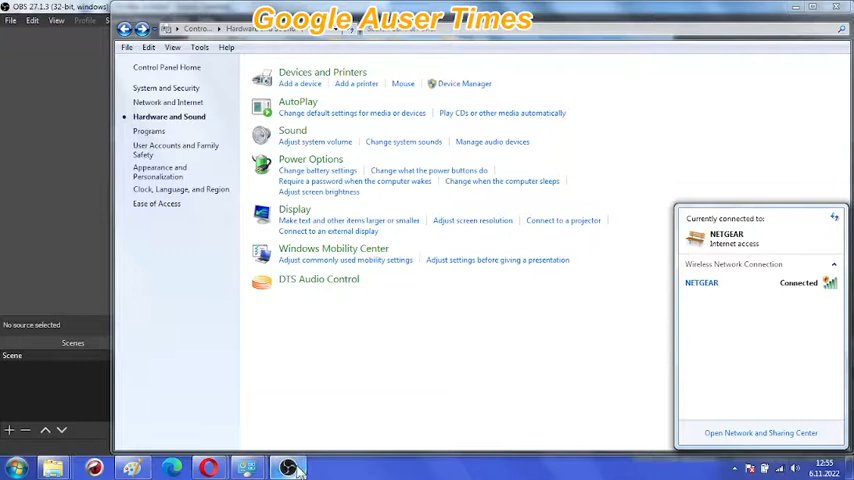 OBS 27.1.3 (32-bit, windows)
Google Auser Times
Contro...
Hardware and Sound
File Edit View Profile
File Edit View Tools Help
Control Panel Home
System and Security
Network and Internet
Hardware and Sound
Programs
User Accounts and Family
Safety
Appearance and
Personalization
Clock, Language, and Region
Ease of Access
Devices and Printers
Add a device Add a printer Mouse Device Manager
AutoPlay
Change default settings for media or devices Play CDs or other media automatically
Sound
Adjust system volume Change system sounds Manage audio devices
Power Options
Change battery settings Change what the power buttons do
Require a password when the computer wakes Change when the computer sleeps
Adjust screen brightness
Display
Make text and other items larger or smaller Adjust screen resolution Connect to a projector
Connect to an external display
Windows Mobility Center
Adjust commonly used mobility settings Adjust settings before giving a presentation
DTS Audio Control
Currently connected to:
NETGEAR
Internet access
Wireless Network Connection
NETGEAR Connected
Open Network and Sharing Center
No source selected
Scenes
Scene
12:55
6.11.2022